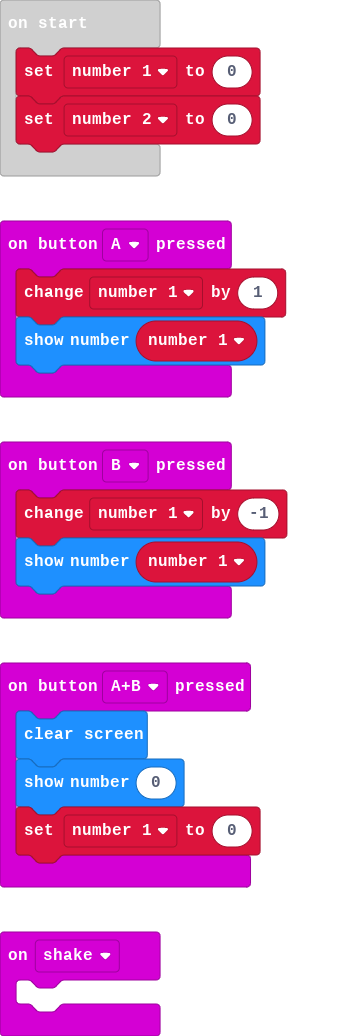 on start
set number 1 to 0
set number 2 to 0
on button A pressed
change number 1 by 1
show number number 1
on button B pressed
change number 1 by -1
show number number 1
on button A+B pressed
clear screen
show number 0
set number 1 to 0
on shake